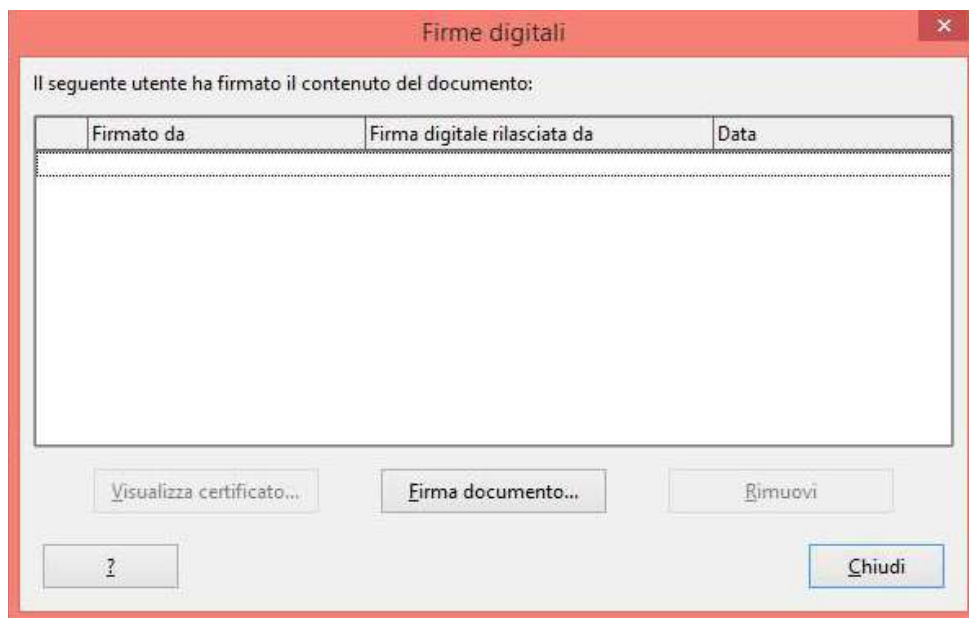 Firme digitali
Il seguente utente ha firmato il contenuto del documento:
Firmato da Firma digitale rilasciata da Data
Visualizza certificato... Firma documento... Rimuovi
? Chiudi